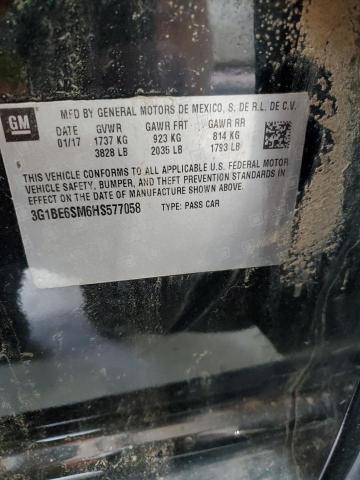 GM
MFD BY GENERAL MOTORS DE MEXICO, S. DE R.L. DE C.V.
DATE GVWR GAWR FRT GAWR RR
01/17 1737 KG 923 KG 814 KG
3828 LB 2035 LB 1793 LB
THIS VEHICLE CONFORMS TO ALL APPLICABLE U.S. FEDERAL MOTOR
VEHICLE SAFETY, BUMPER, AND THEFT PREVENTION STANDARDS IN
EFFECT ON THE DATE OF MANUFACTURE SHOWN ABOVE.
3G1BE6SM6HS577058 TYPE: PASS CAR